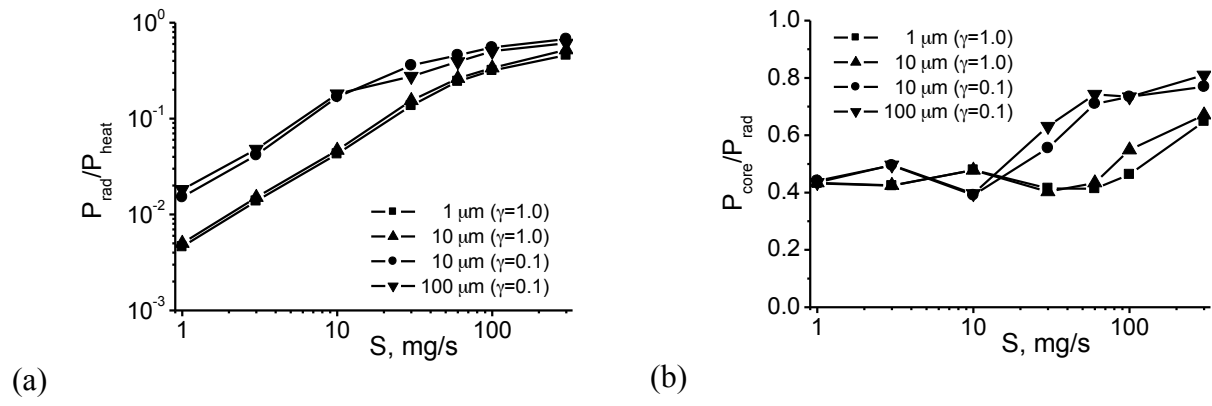 10⁰
10⁻¹
10⁻²
10⁻³
P_rad/P_heat
1 μm (γ=1.0)
10 μm (γ=1.0)
10 μm (γ=0.1)
100 μm (γ=0.1)
1 10 100
S, mg/s
(a)
1.0
0.8
0.6
0.4
0.2
0.0
P_core/P_rad
1 μm (γ=1.0)
10 μm (γ=1.0)
10 μm (γ=0.1)
100 μm (γ=0.1)
1 10 100
S, mg/s
(b)